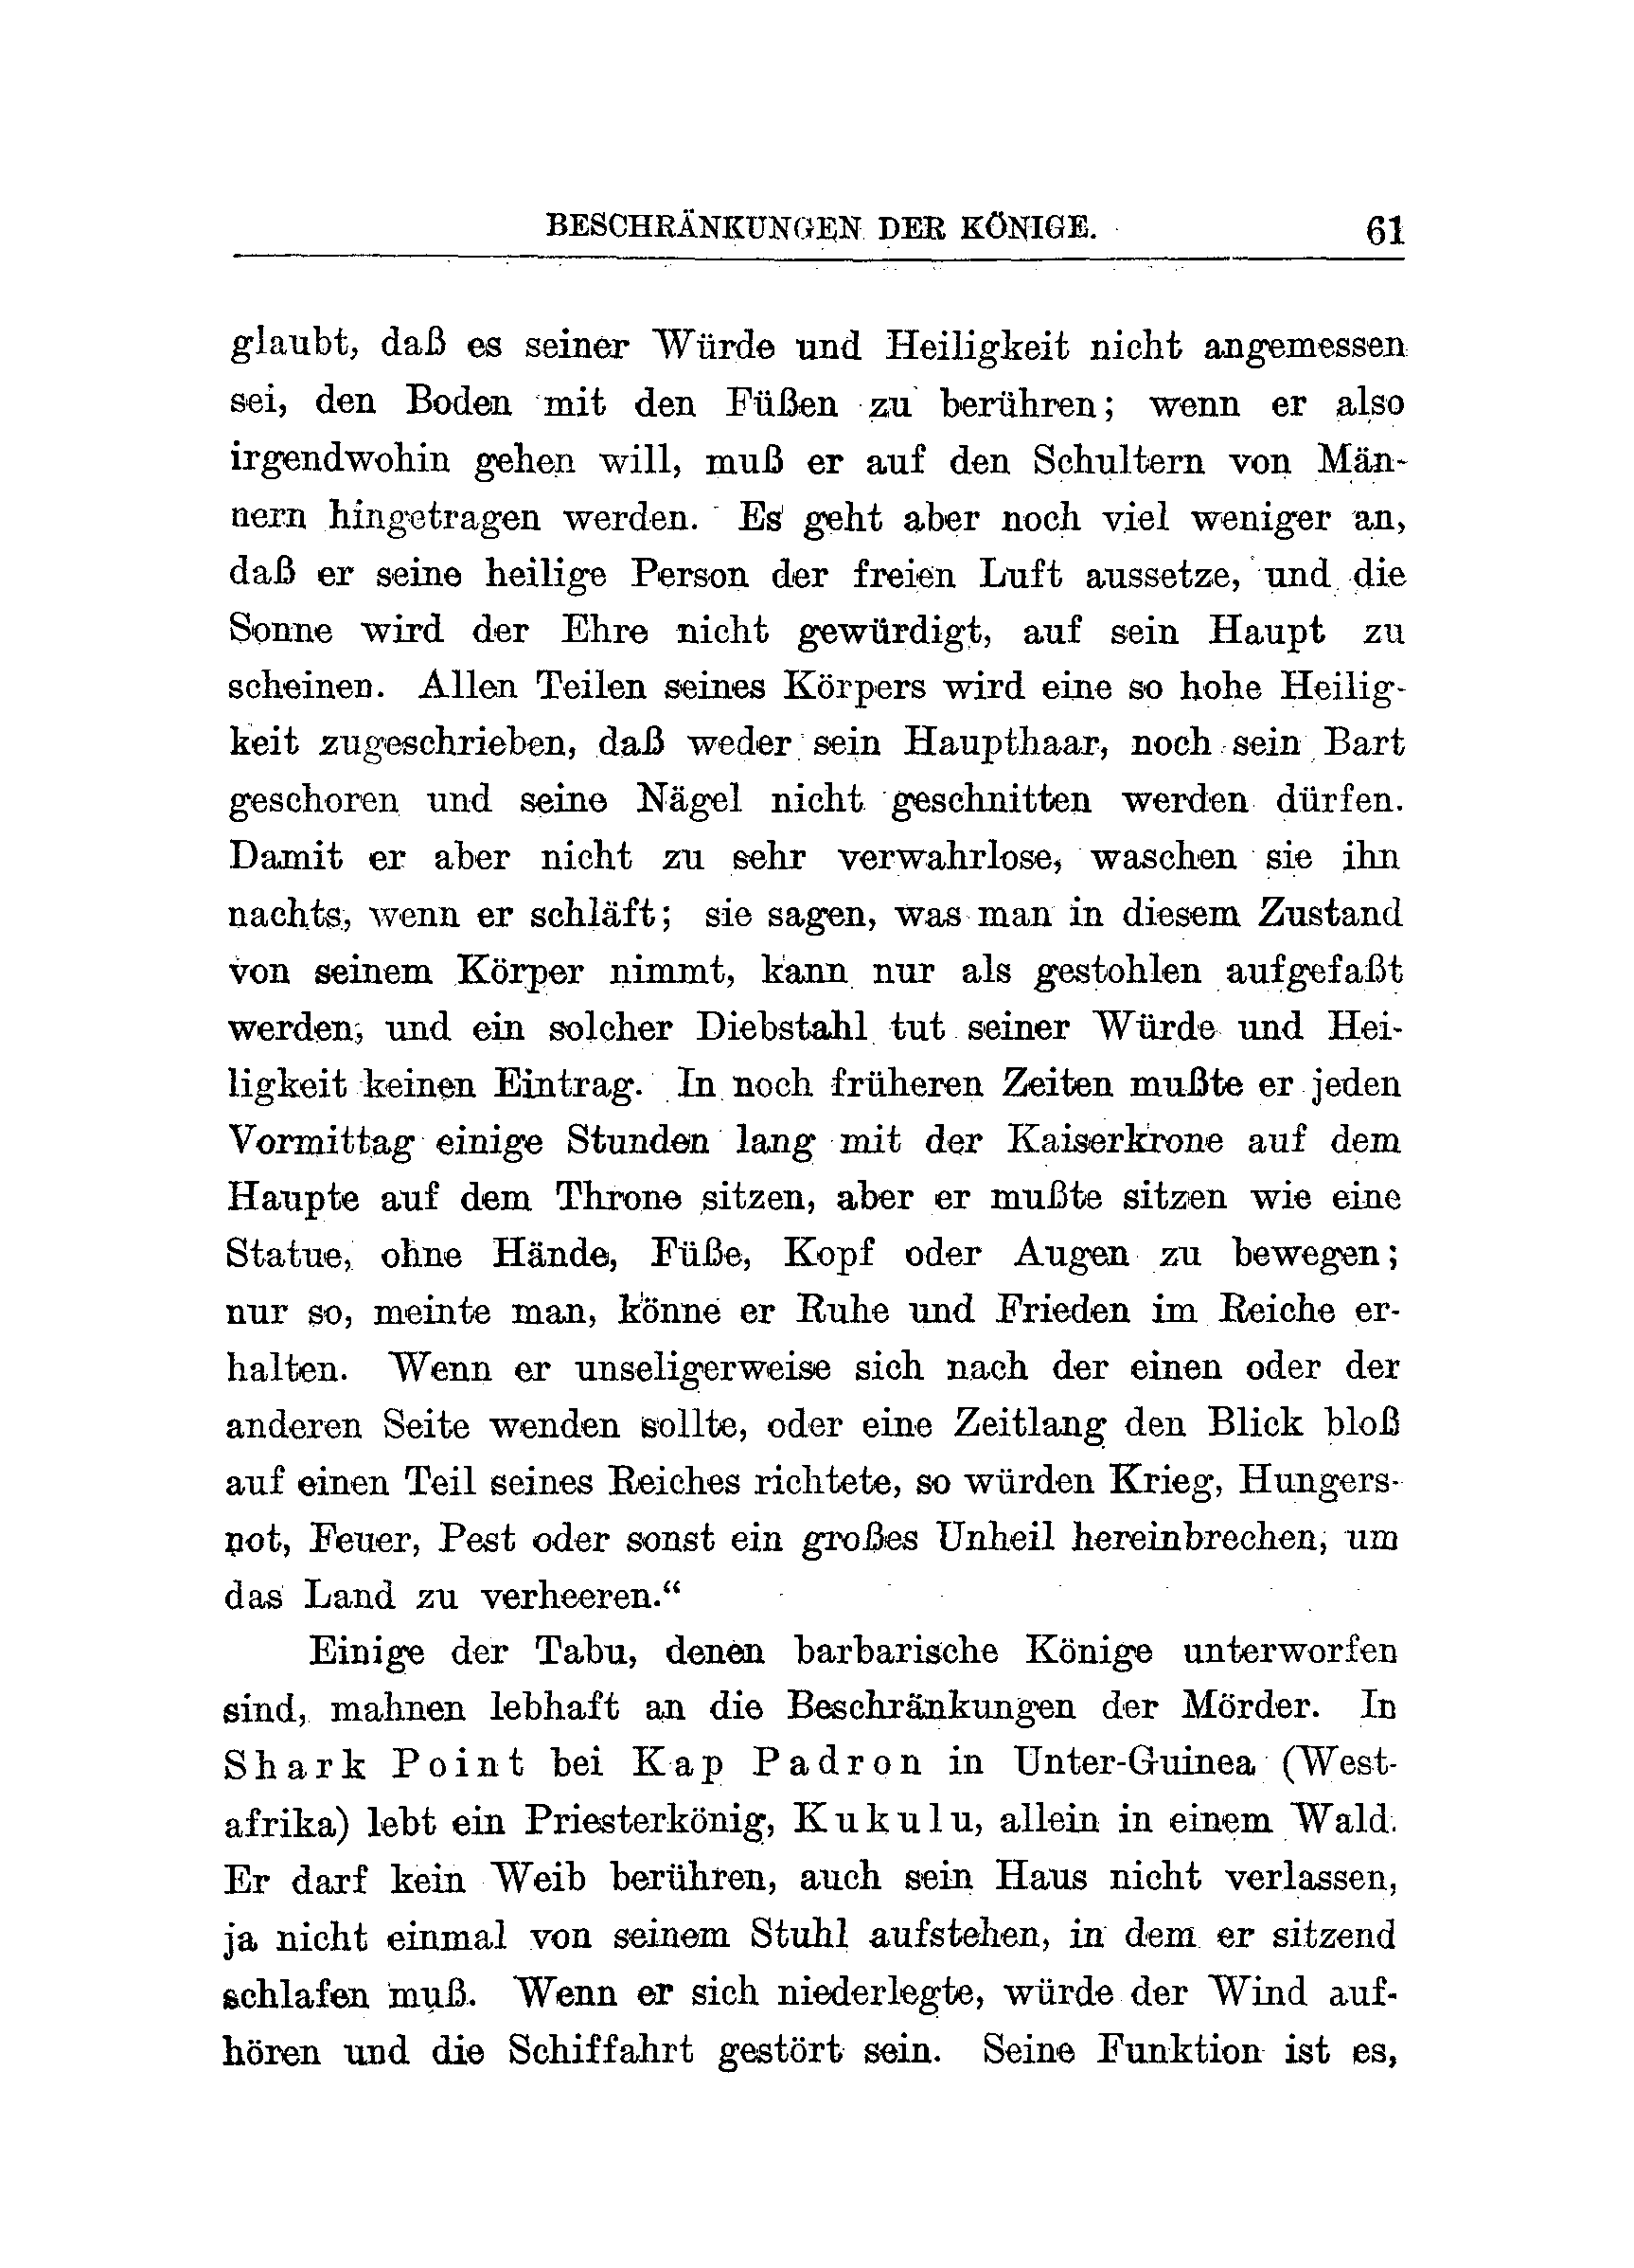 BESCHRÄNKUNGEN DER KÖNIGE. 61
glaubt, daß es seiner Würde und Heiligkeit nicht angemessen
sei, den Boden mit den Füßen zu berühren; wenn er also
irgendwohin gehen will, muß er auf den Schultern von Män-
nern hingetragen werden. Es geht aber noch viel weniger an,
daß er seine heilige Person der freien Luft aussetze, und die
Sonne wird der Ehre nicht gewürdigt, auf sein Haupt zu
scheinen. Allen Teilen seines Körpers wird eine so hohe Heilig-
keit zugeschrieben, daß weder sein Haupthaar, noch sein Bart
geschoren und seine Nägel nicht geschnitten werden dürfen.
Damit er aber nicht zu sehr verwahrlose, waschen sie ihn
nachts, wenn er schläft; sie sagen, was man in diesem Zustand
von seinem Körper nimmt, kann nur als gestohlen aufgefaßt
werden, und ein solcher Diebstahl tut seiner Würde und Hei-
ligkeit keinen Eintrag. In noch früheren Zeiten mußte er jeden
Vormittag einige Stunden lang mit der Kaiserkrone auf dem
Haupte auf dem Throne sitzen, aber er mußte sitzen wie eine
Statue, ohne Hände, Füße, Kopf oder Augen zu bewegen;
nur so, meinte man, könne er Ruhe und Frieden im Reiche er-
halten. Wenn er unseligerweise sich nach der einen oder der
anderen Seite wenden sollte, oder eine Zeitlang den Blick bloß
auf einen Teil seines Reiches richtete, so würden Krieg, Hungers-
not, Feuer, Pest oder sonst ein großes Unheil hereinbrechen, um
das Land zu verheeren.“
Einige der Tabu, denen barbarische Könige unterworfen
sind, mahnen lebhaft an die Beschränkungen der Mörder. In
Shark Point bei Kap Padron in Unter-Guinea (West-
afrika) lebt ein Priesterkönig, Kukulu, allein in einem Wald.
Er darf kein Weib berühren, auch sein Haus nicht verlassen,
ja nicht einmal von seinem Stuhl aufstehen, in dem er sitzend
schlafen muß. Wenn er sich niederlegte, würde der Wind auf-
hören und die Schiffahrt gestört sein. Seine Funktion ist es,